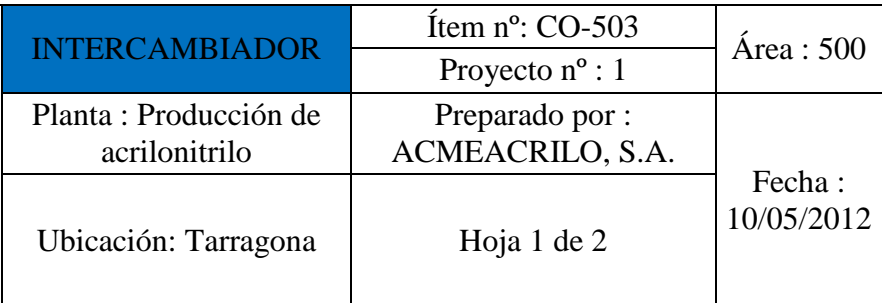 INTERCAMBIADOR
Ítem nº: CO-503
Proyecto nº : 1
Área : 500
Planta : Producción de
acrilonitrilo
Preparado por :
ACMEACRILO, S.A.
Fecha :
10/05/2012
Ubicación: Tarragona
Hoja 1 de 2